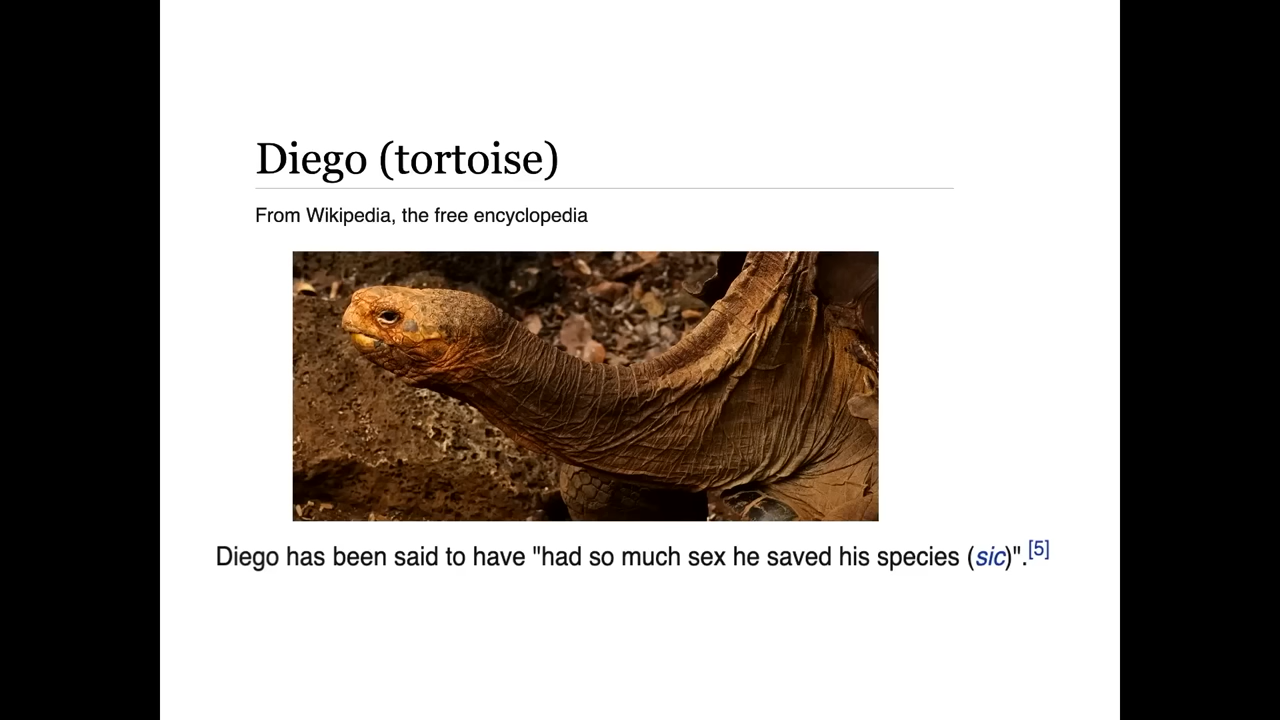 Diego (tortoise)
From Wikipedia, the free encyclopedia
Diego has been said to have "had so much sex he saved his species (sic)".[5]